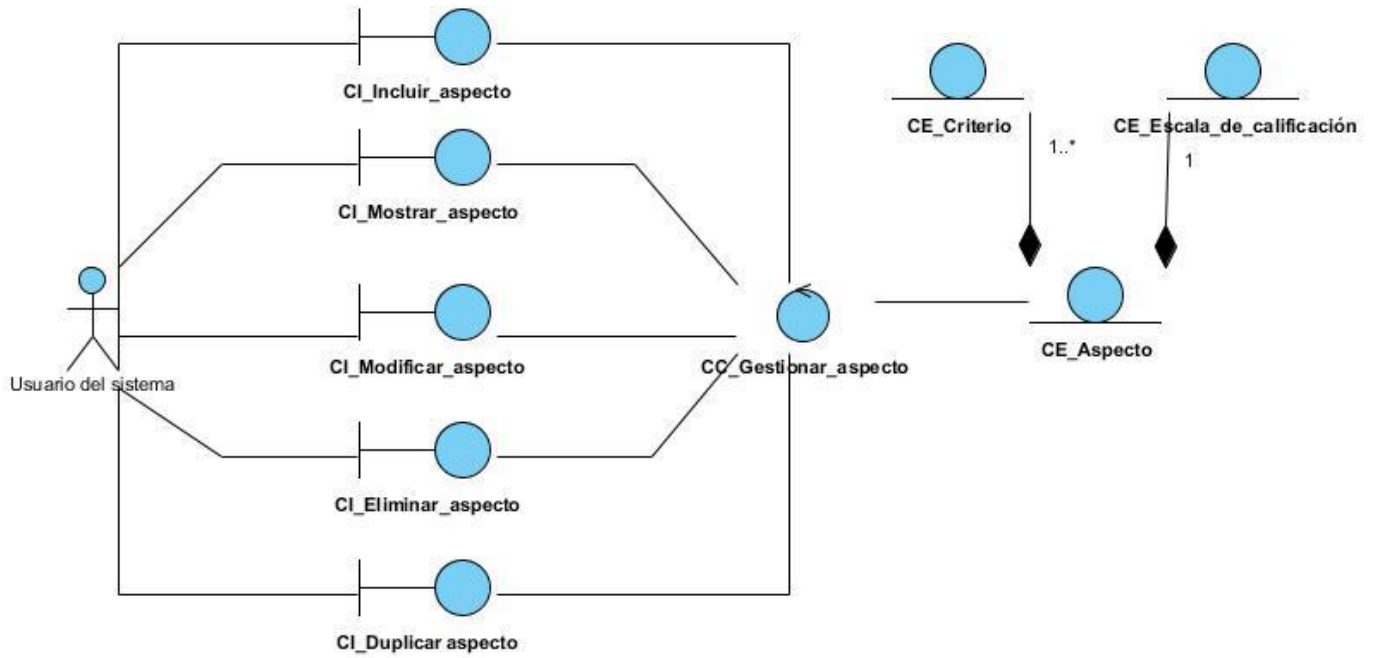 CI_Incluir_aspecto
CE_Criterio
CE_Escala_de_calificación
1..*
1
CI_Mostrar_aspecto
CE_Aspecto
CI_Modificar_aspecto
CC_Gestionar_aspecto
Usuario del sistema
CI_Eliminar_aspecto
CI_Duplicar aspecto